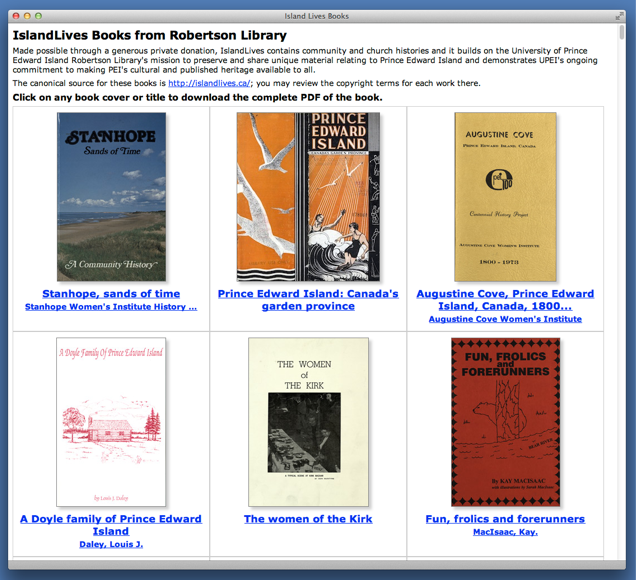 Island Lives Books
IslandLives Books from Robertson Library
Made possible through a generous private donation, IslandLives contains community and church histories and it builds on the University of Prince
Edward Island Robertson Library's mission to preserve and share unique material relating to Prince Edward Island and demonstrates UPEI's ongoing
commitment to making PEI's cultural and published heritage available to all.
The canonical source for these books is http://islandlives.ca/; you may review the copyright terms for each work there.
Click on any book cover or title to download the complete PDF of the book.
STANHOPE
Sands of Time
A Community History
Stanhope, sands of time
Stanhope Women's Institute History ...
PRINCE
EDWARD
ISLAND
Prince Edward Island: Canada's
garden province
AUGUSTINE COVE
PRINCE EDWARD ISLAND, CANADA
pei
100
Centennial History Project
AUGUSTINE COVE WOMEN'S INSTITUTE
1800 - 1973
Augustine Cove, Prince Edward
Island, Canada, 1800...
Augustine Cove Women's Institute
A Doyle Family Of Prince Edward Island
by Louis J. Daley
A Doyle family of Prince Edward
Island
Daley, Louis J.
THE WOMEN
of
THE KIRK
The women of the Kirk
FUN, FROLICS
and
FORERUNNERS
BEAR RIVER
By KAY MACISAAC
Fun, frolics and forerunners
MacIsaac, Kay.